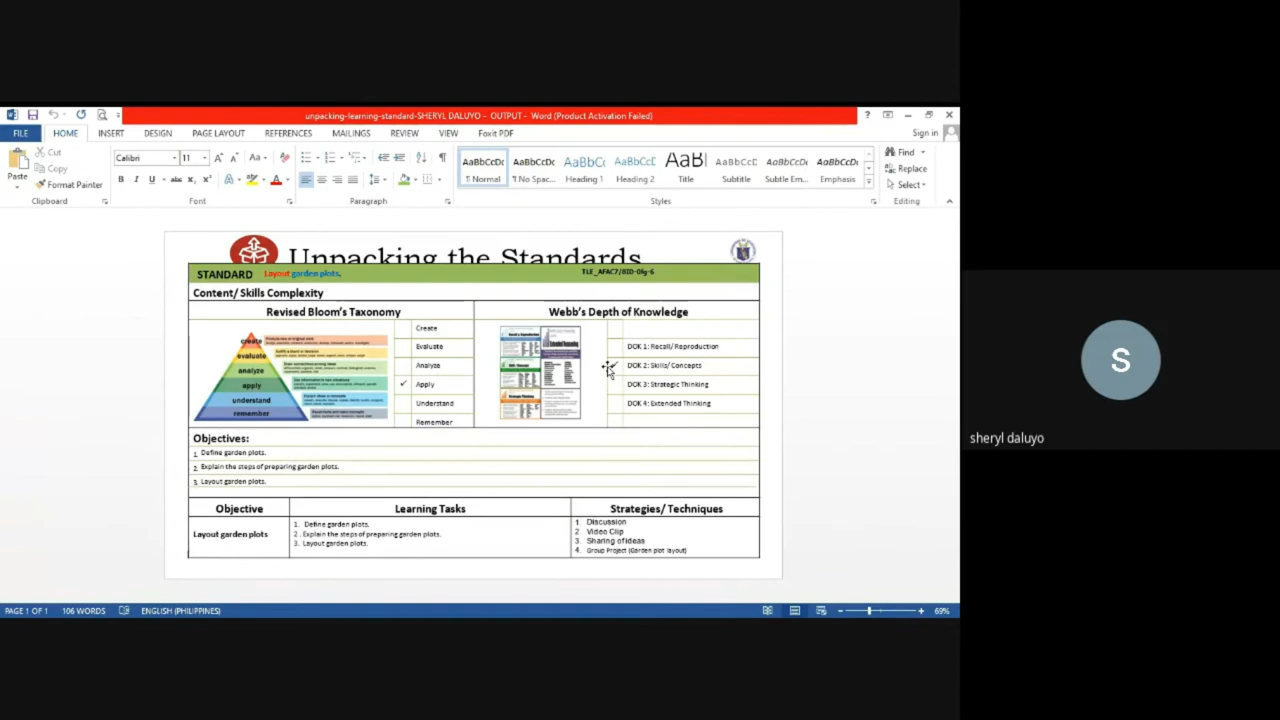 unpacking-learning-standard-SHERYL DALUYO - OUTPUT - Word (Product Activation Failed)
FILE HOME INSERT DESIGN PAGE LAYOUT REFERENCES MAILINGS REVIEW VIEW Foxit PDF Sign in
Paste
Cut
Copy
Format Painter
Calibri 11
AaBbCcDc AaBbCcDc AaBbC AaBbCcD AaB AaBbCcD AaBbCcDc AaBbCcDc
¶ Normal ¶ No Spac... Heading 1 Heading 2 Title Subtitle Subtle Em... Emphasis
Find
Replace
Select
Clipboard Font Paragraph Styles Editing
Unpacking the Standards
STANDARD Layout garden plots.
Content/ Skills Complexity
Revised Bloom's Taxonomy
Webb's Depth of Knowledge
create
evaluate
analyze
apply
understand
remember
Create
Evaluate
Analyze
✓ Apply
Understand
Remember
DOK 1: Recall/ Reproduction
DOK 2: Skills/ Concepts
DOK 3: Strategic Thinking
DOK 4: Extended Thinking
Objectives:
1. Define garden plots.
2. Explain the steps of preparing garden plots.
3. Layout garden plots.
Objective
Learning Tasks
Strategies/ Techniques
Layout garden plots
1. Define garden plots.
2. Explain the steps of preparing garden plots.
3. Layout garden plots.
1. Discussion
2. Video Clip
3. Sharing of ideas
4. Group Project (Garden plot layout)
PAGE 1 OF 1 106 WORDS ENGLISH (PHILIPPINES) 69%
S
sheryl daluyo